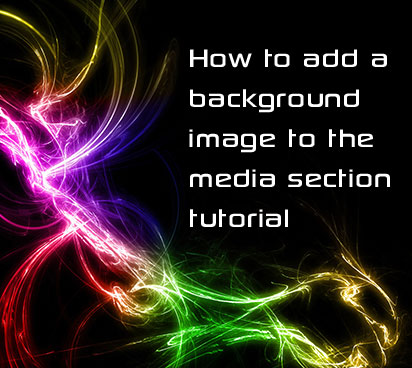 How to add a
background
image to the
media section
tutorial